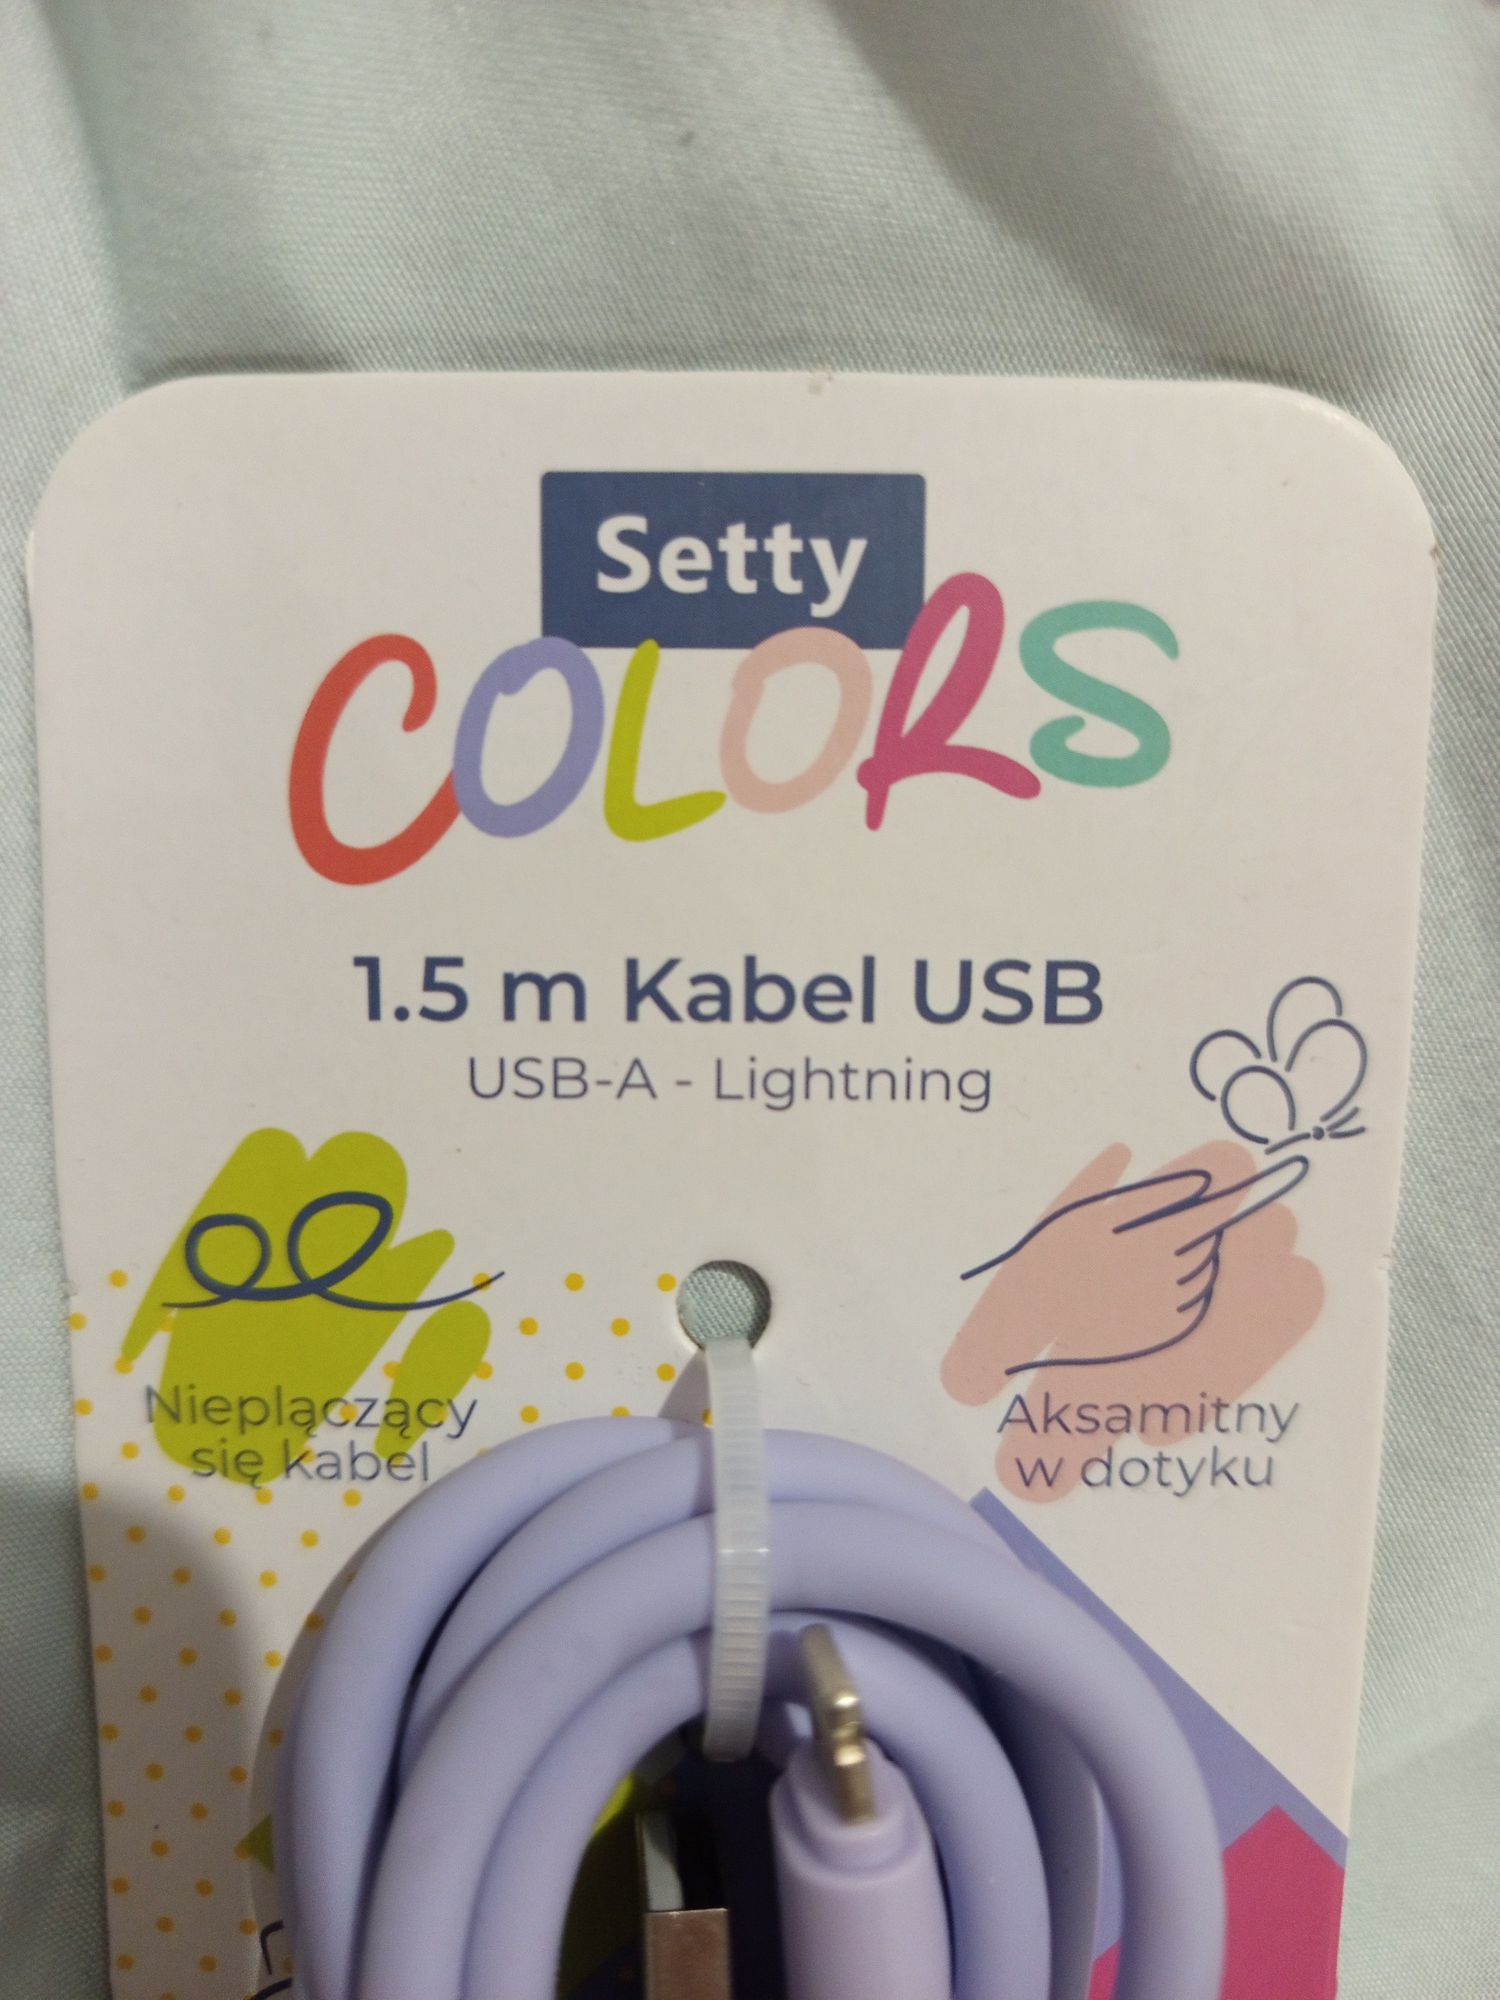 Setty
COLORS
1.5 m Kabel USB
USB-A - Lightning
Nieplączący
się kabel
Aksamitny
w dotyku